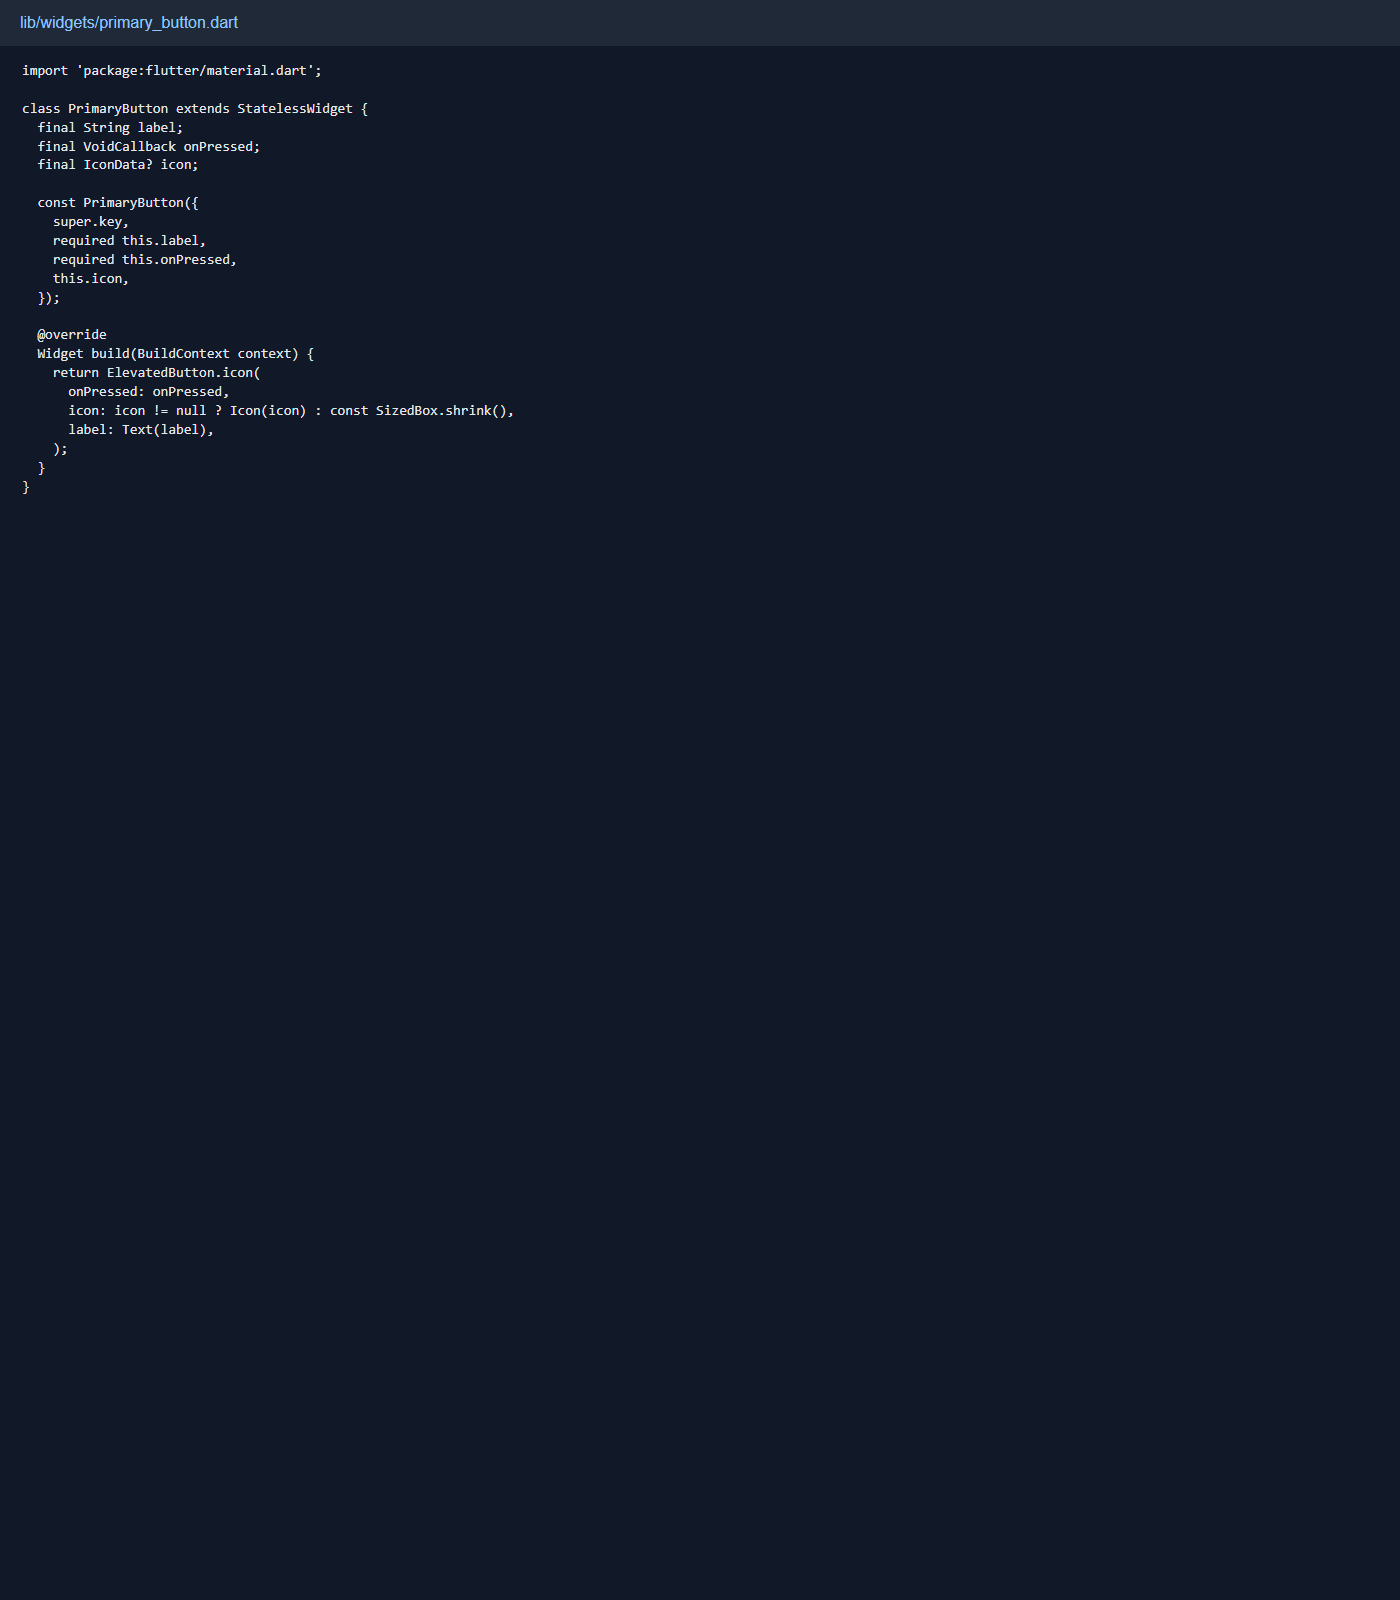 lib/widgets/primary_button.dart
import 'package:flutter/material.dart';
class PrimaryButton extends StatelessWidget {
  final String label;
  final VoidCallback onPressed;
  final IconData? icon;
  const PrimaryButton({
    super.key,
    required this.label,
    required this.onPressed,
    this.icon,
  });
  @override
  Widget build(BuildContext context) {
    return ElevatedButton.icon(
      onPressed: onPressed,
      icon: icon != null ? Icon(icon) : const SizedBox.shrink(),
      label: Text(label),
    );
  }
}